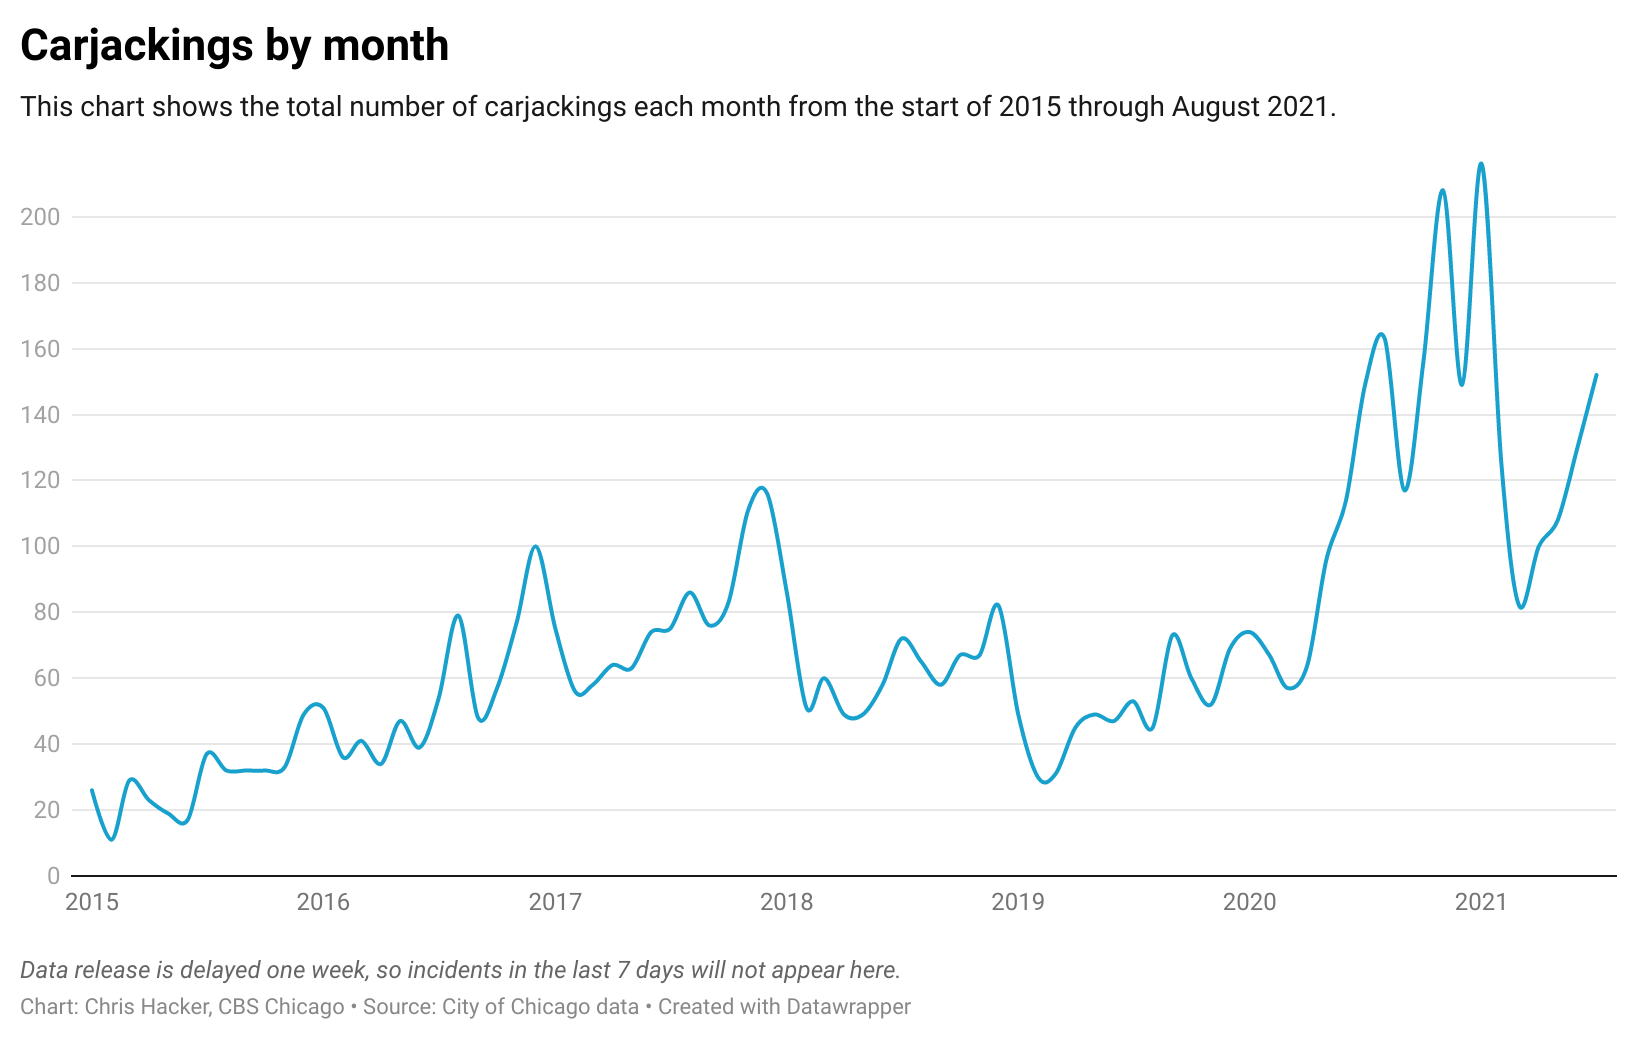 Carjackings by month
This chart shows the total number of carjackings each month from the start of 2015 through August 2021.
200
180
160
140
120
100
80
60
40
20
0
2015 2016 2017 2018 2019 2020 2021
Data release is delayed one week, so incidents in the last 7 days will not appear here.
Chart: Chris Hacker, CBS Chicago • Source: City of Chicago data • Created with Datawrapper